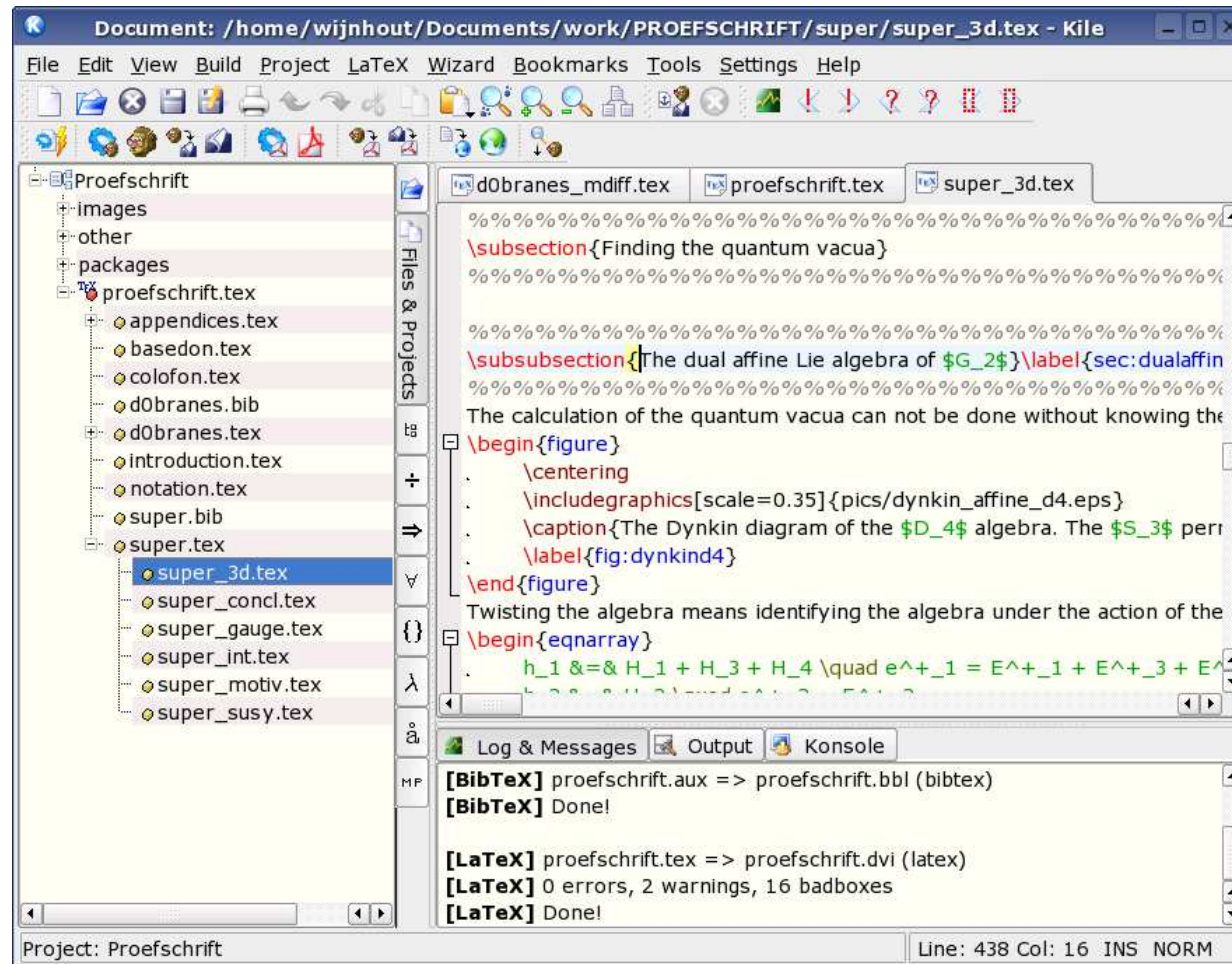 Document: /home/wijnhout/Documents/work/PROEFSCHRIFT/super/super_3d.tex - Kile
File Edit View Build Project LaTeX Wizard Bookmarks Tools Settings Help
Proefschrift
images
other
packages
proefschrift.tex
appendices.tex
basedon.tex
colofon.tex
d0branes.bib
d0branes.tex
introduction.tex
notation.tex
super.bib
super.tex
super_3d.tex
super_concl.tex
super_gauge.tex
super_int.tex
super_motiv.tex
super_susy.tex
Files & Projects
÷
⇒
∀
{}
λ
å
MP
d0branes_mdiff.tex proefschrift.tex super_3d.tex
%%%%%%%%%%%%%%%%%%%%%%%%%%%%%%%%%%
\subsection{Finding the quantum vacua}
%%%%%%%%%%%%%%%%%%%%%%%%%%%%%%%%%%
%%%%%%%%%%%%%%%%%%%%%%%%%%%%%%%%%%
\subsubsection{The dual affine Lie algebra of $G_2$}\label{sec:dualaffin
%%%%%%%%%%%%%%%%%%%%%%%%%%%%%%%%%%
The calculation of the quantum vacua can not be done without knowing the
\begin{figure}
\centering
\includegraphics[scale=0.35]{pics/dynkin_affine_d4.eps}
\caption{The Dynkin diagram of the $D_4$ algebra. The $S_3$ perr
\label{fig:dynkind4}
\end{figure}
Twisting the algebra means identifying the algebra under the action of the
\begin{eqnarray}
h_1 &=& H_1 + H_3 + H_4 \quad e^+_1 = E^+_1 + E^+_3 + E^
Log & Messages Output Konsole
[BibTeX] proefschrift.aux => proefschrift.bbl (bibtex)
[BibTeX] Done!
[LaTeX] proefschrift.tex => proefschrift.dvi (latex)
[LaTeX] 0 errors, 2 warnings, 16 badboxes
[LaTeX] Done!
Project: Proefschrift
Line: 438 Col: 16 INS NORM